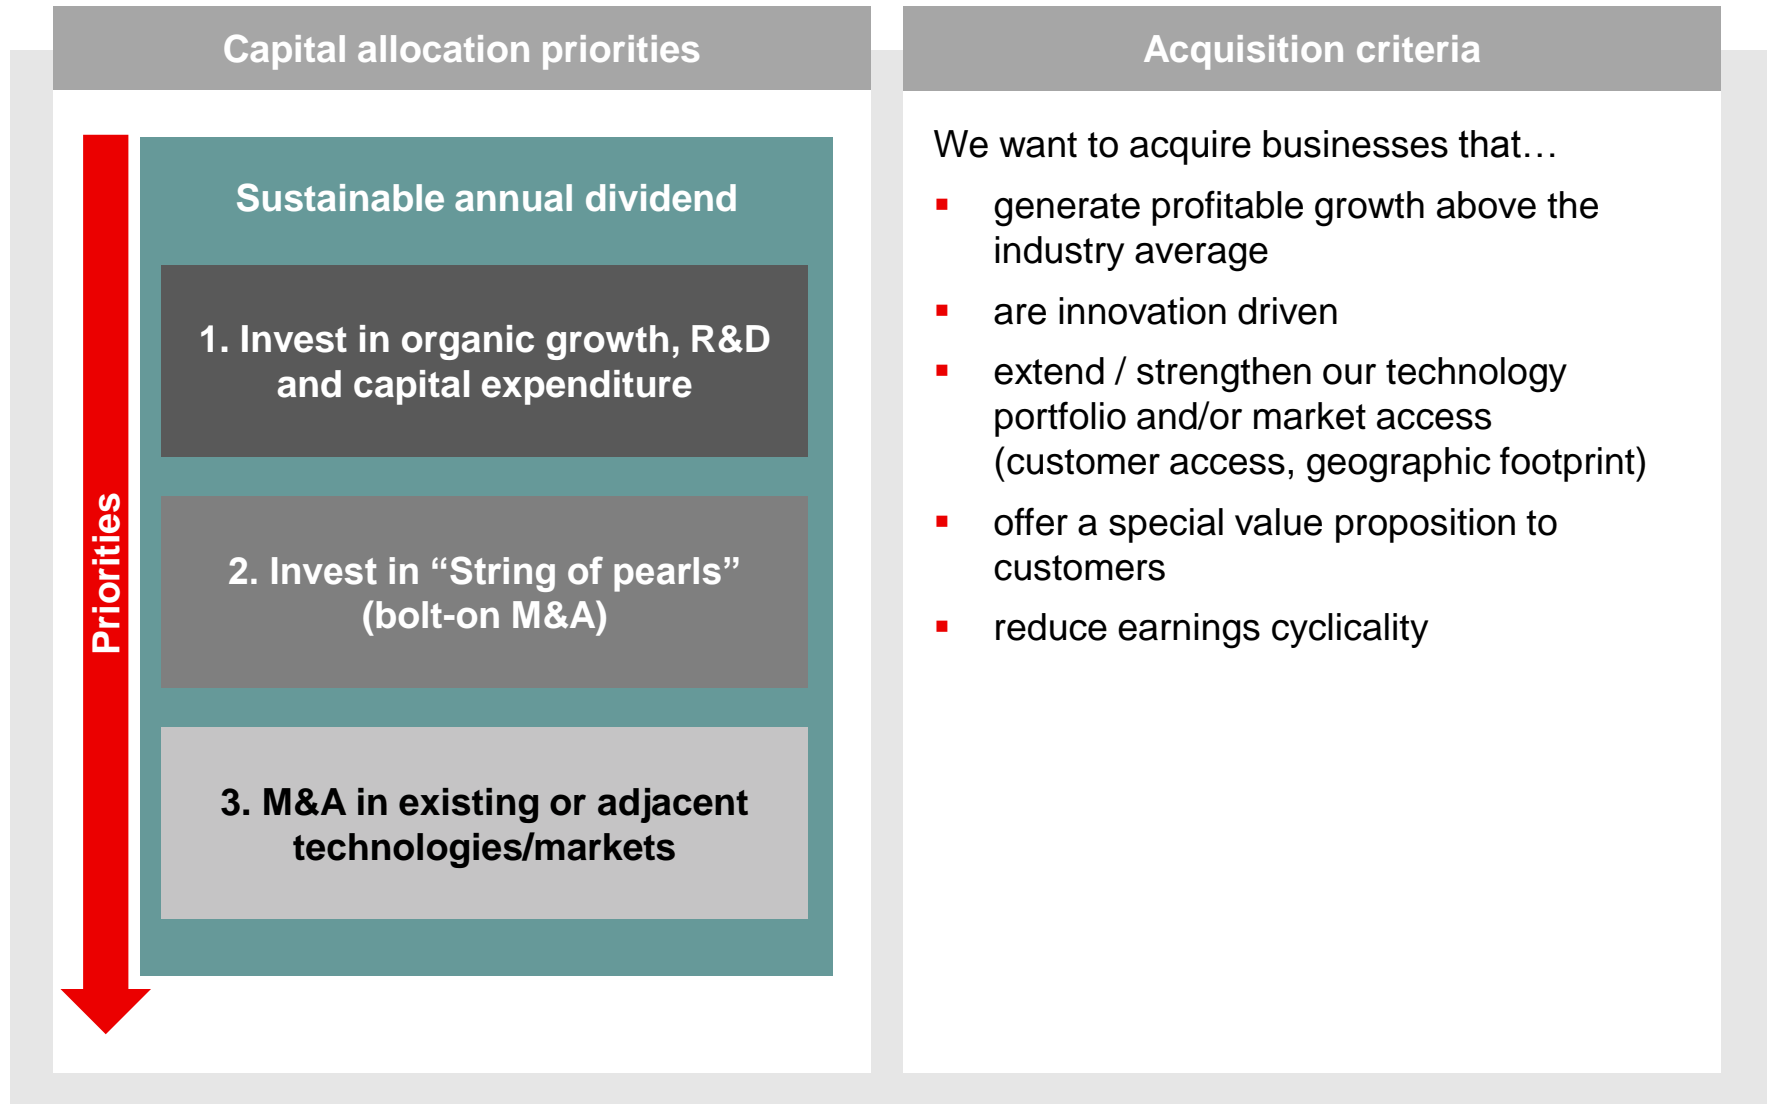 Capital allocation priorities
Priorities
Sustainable annual dividend
1. Invest in organic growth, R&D
and capital expenditure
2. Invest in “String of pearls”
(bolt-on M&A)
3. M&A in existing or adjacent
technologies/markets
Acquisition criteria
We want to acquire businesses that…
▪ generate profitable growth above the
industry average
▪ are innovation driven
▪ extend / strengthen our technology
portfolio and/or market access
(customer access, geographic footprint)
▪ offer a special value proposition to
customers
▪ reduce earnings cyclicality